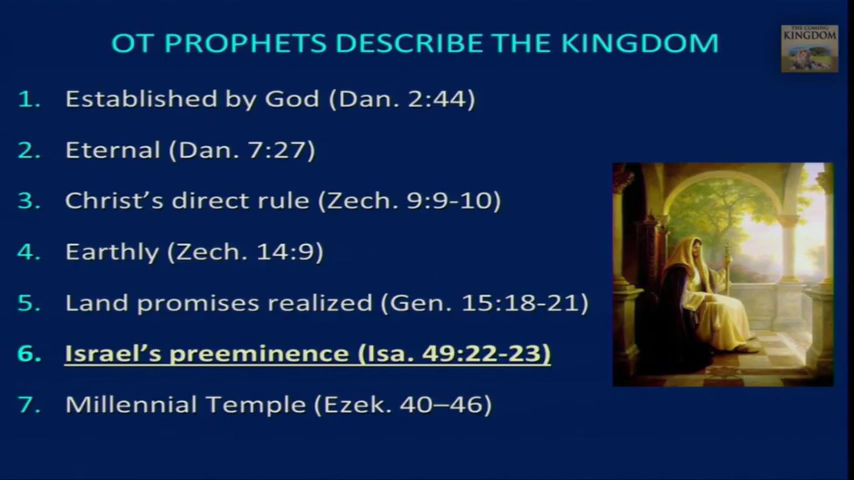 OT PROPHETS DESCRIBE THE KINGDOM
THE COMING
KINGDOM
1. Established by God (Dan. 2:44)
2. Eternal (Dan. 7:27)
3. Christ’s direct rule (Zech. 9:9-10)
4. Earthly (Zech. 14:9)
5. Land promises realized (Gen. 15:18-21)
6. Israel’s preeminence (Isa. 49:22-23)
7. Millennial Temple (Ezek. 40–46)